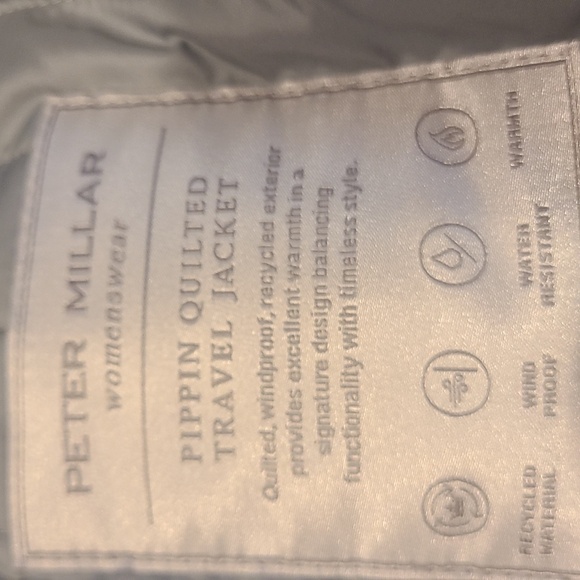 PETER MILLAR
womenswear
PIPPIN QUILTED
TRAVEL JACKET
Quilted, windproof, recycled exterior
provides excellent warmth in a
signature design balancing
functionality with timeless style.
RECYCLED
MATERIAL
WIND
PROOF
WATER
RESISTANT
WARMTH